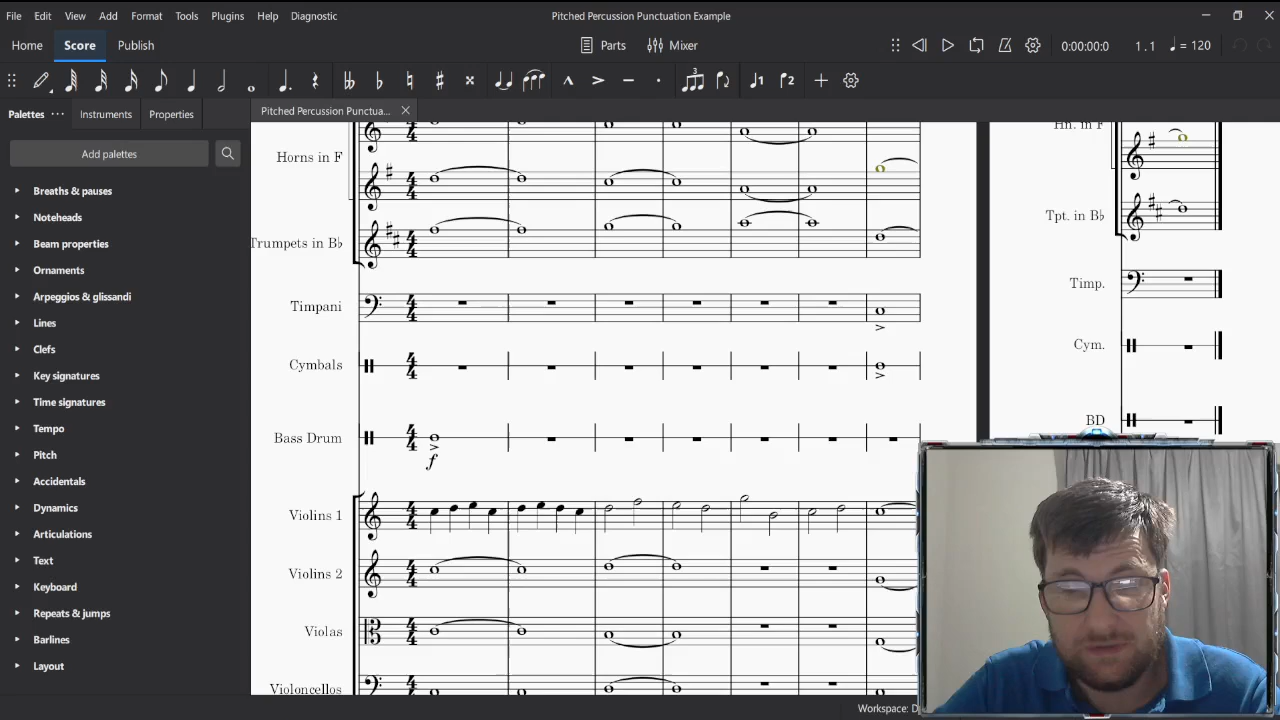 File Edit View Add Format Tools Plugins Help Diagnostic
Pitched Percussion Punctuation Example
Home Score Publish
Parts Mixer
0:00:00:0 1 . 1 = 120
3
1 2
Palettes Instruments Properties
Pitched Percussion Punctua...
Add palettes
Breaths & pauses
Noteheads
Beam properties
Ornaments
Arpeggios & glissandi
Lines
Clefs
Key signatures
Time signatures
Tempo
Pitch
Accidentals
Dynamics
Articulations
Text
Keyboard
Repeats & jumps
Barlines
Layout
Horns in F
Trumpets in B♭
Timpani
Cymbals
Bass Drum
f
Violins 1
Violins 2
Violas
Violoncellos
Hn. in F
Tpt. in B♭
Timp.
Cym.
BD
Workspace: D